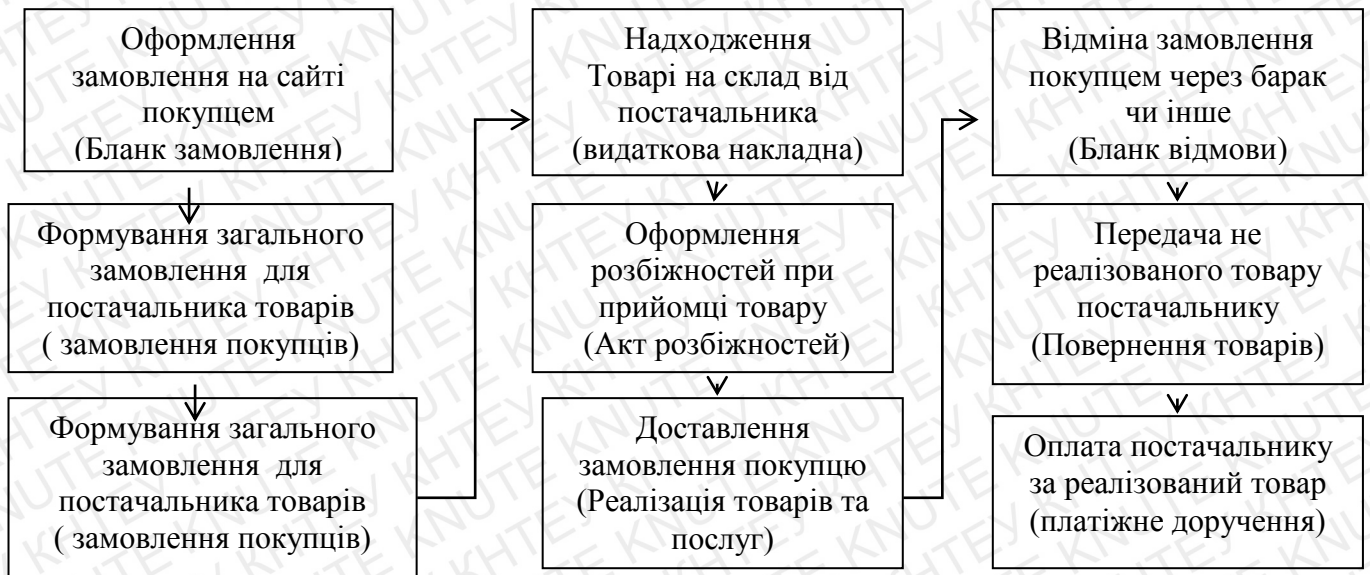 Оформлення
замовлення на сайті
покупцем
(Бланк замовлення)
Формування загального
замовлення для
постачальника товарів
( замовлення покупців)
Формування загального
замовлення для
постачальника товарів
( замовлення покупців)
Надходження
Товарі на склад від
постачальника
(видаткова накладна)
Оформлення
розбіжностей при
прийомці товару
(Акт розбіжностей)
Доставлення
замовлення покупцю
(Реалізація товарів та
послуг)
Відміна замовлення
покупцем через барак
чи інше
(Бланк відмови)
Передача не
реалізованого товару
постачальнику
(Повернення товарів)
Оплата постачальнику
за реалізований товар
(платіжне доручення)